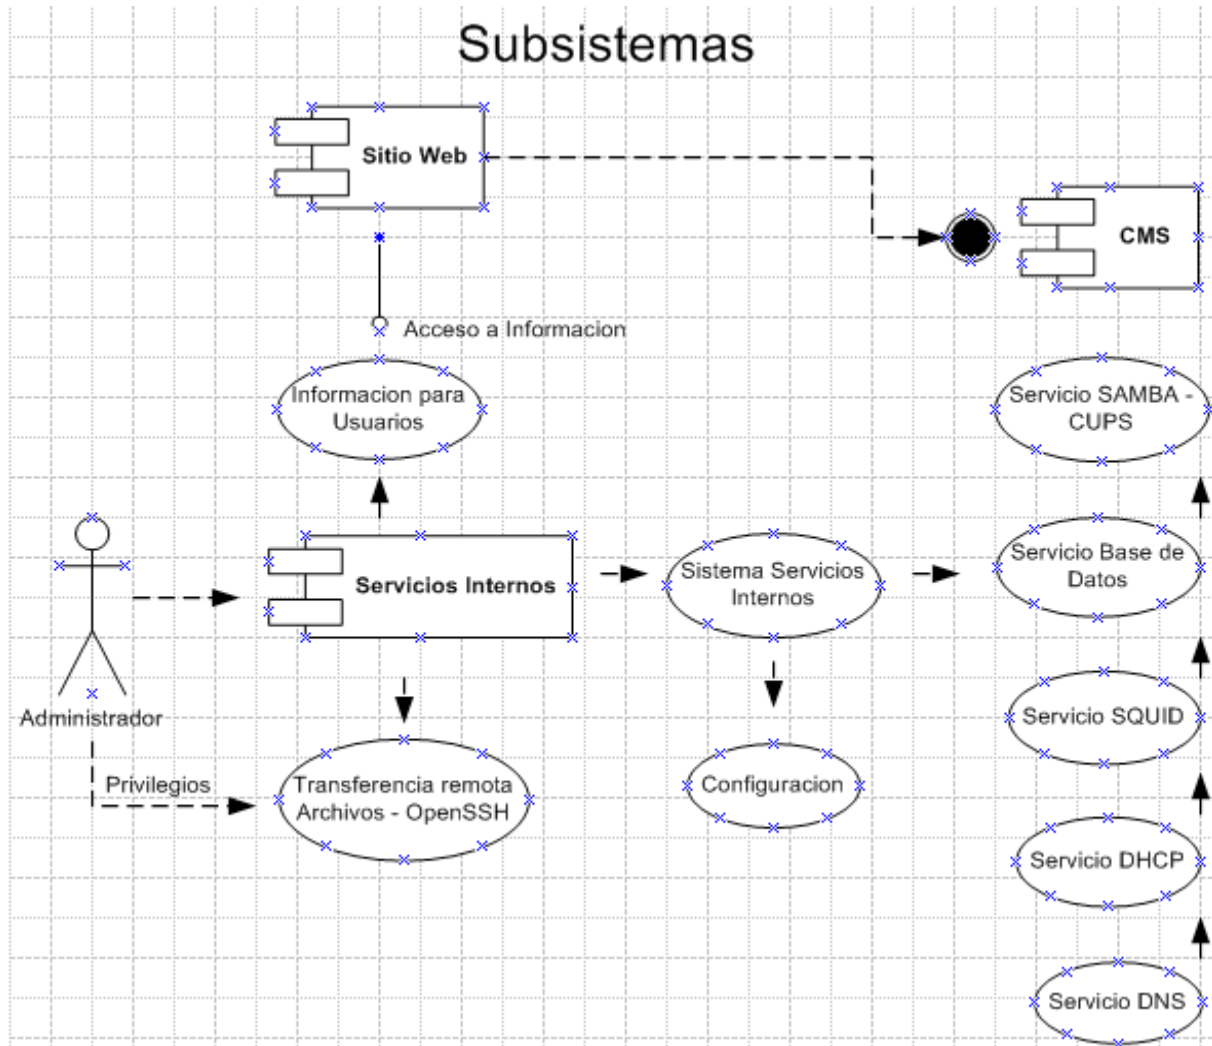 Subsistemas
Sitio Web
CMS
Acceso a Informacion
Informacion para
Usuarios
Servicio SAMBA -
CUPS
Servicios Internos
Sistema Servicios
Internos
Servicio Base de
Datos
Administrador
Servicio SQUID
Privilegios
Transferencia remota
Archivos - OpenSSH
Configuracion
Servicio DHCP
Servicio DNS